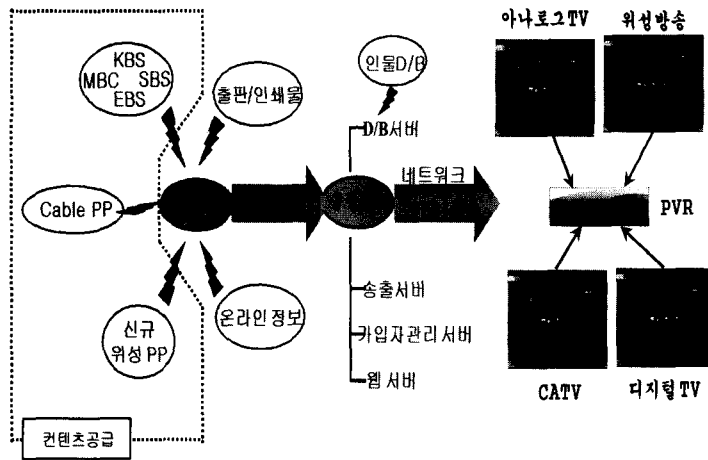 KBS
MBC SBS
EBS
출판/인쇄물
Cable PP
신규
위성 PP
온라인 정보
컨텐츠공급
인물D/B
D/B서버
네트워크
송출서버
가입자관리 서버
웹 서버
아나로그TV
위성방송
PVR
CATV
디지털 TV